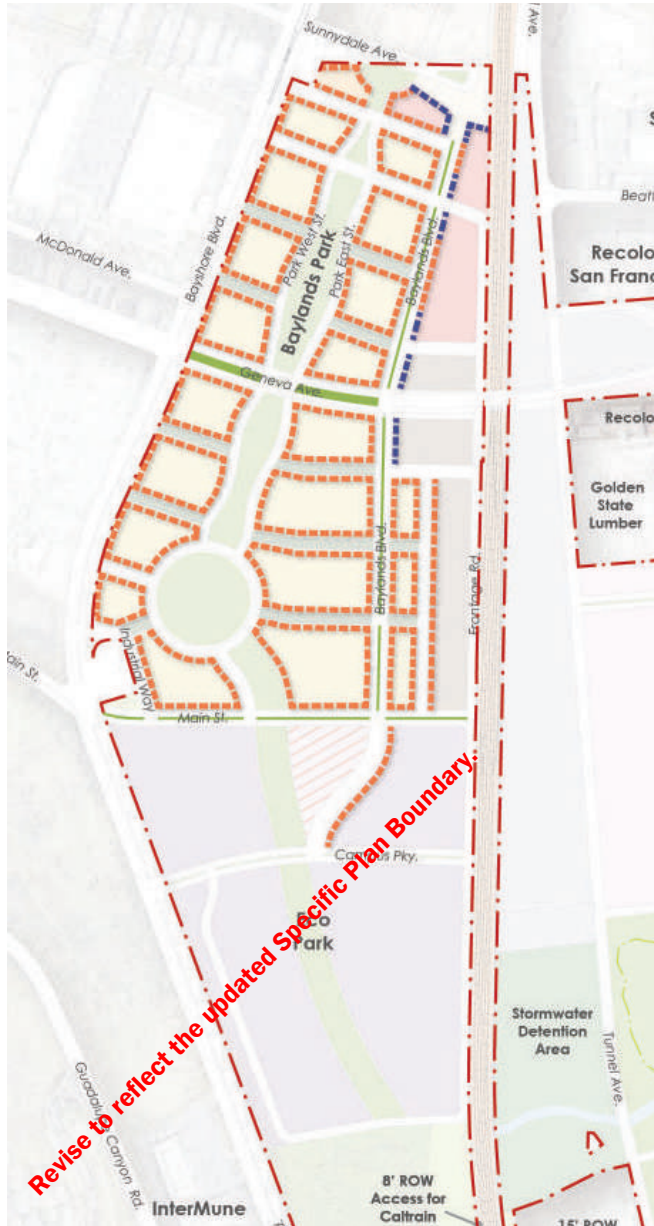 Sunnydale Ave.
Ave.
Beat
McDonald Ave.
Bayshore Blvd.
Park West St.
Baylands Park
Park East St.
Baylands Blvd.
Recolo
San Franc
Geneva Ave.
Recolo
Golden
State
Lumber
Baylands Blvd.
Frontage Rd.
Industrial Way
Main St.
Main St.
Revise to reflect the updated Specific Plan Boundary.
Campus Pky.
Eco
Park
Stormwater
Detention
Area
Tunnel Ave.
Guadalupe Canyon Rd.
InterMune
8' ROW
Access for
Caltrain
15' ROW